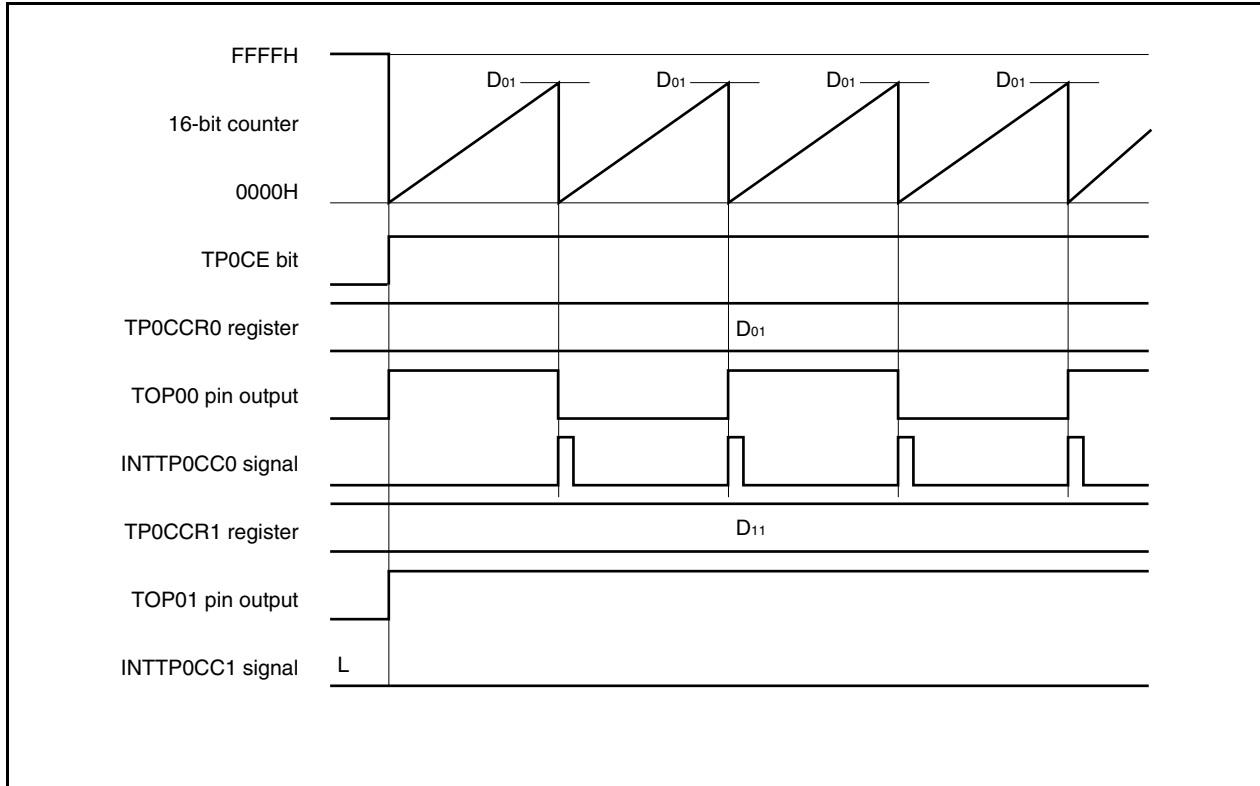 FFFFH
D01 D01 D01 D01
16-bit counter
0000H
TP0CE bit
TP0CCR0 register D01
TOP00 pin output
INTTP0CC0 signal
TP0CCR1 register D11
TOP01 pin output
INTTP0CC1 signal L